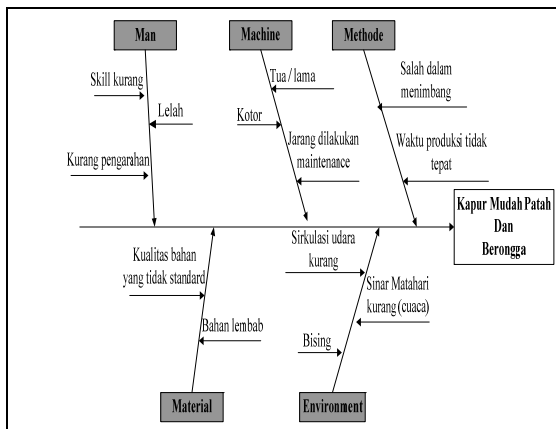 Man
Machine
Methode
Skill kurang
Lelah
Kurang pengarahan
Tua / lama
Kotor
Jarang dilakukan
maintenance
Salah dalam
menimbang
Waktu produksi tidak
tepat
Kapur Mudah Patah
Dan
Berongga
Kualitas bahan
yang tidak standard
Bahan lembab
Sirkulasi udara
kurang
Sinar Matahari
kurang (cuaca)
Bising
Material
Environment